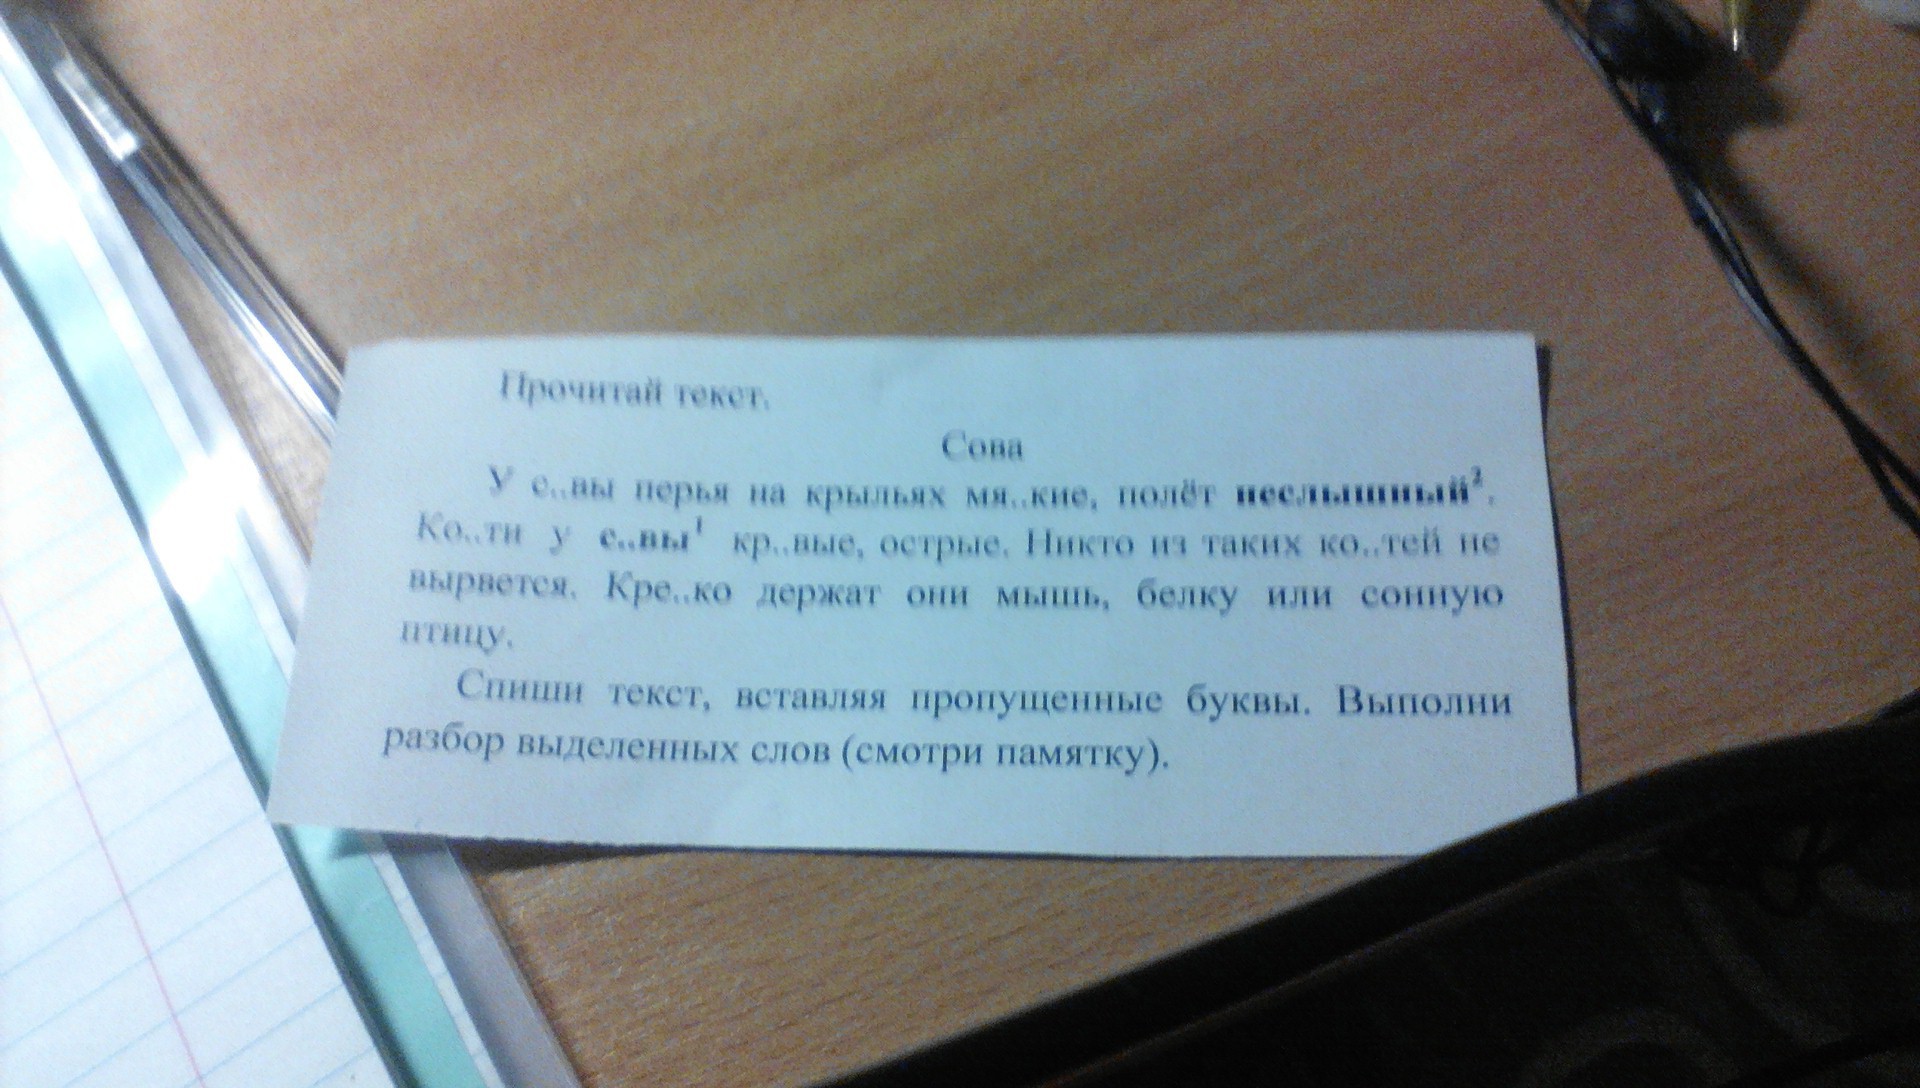 Прочитай текст.
Сова
У с..вы перья на крыльях мя..кие, полёт неслышный².
Ко..ти у с..вы¹ кр..вые, острые. Никто из таких ко..тей не
вырвется. Кре..ко держат они мышь, белку или сонную
птицу.
Спиши текст, вставляя пропущенные буквы. Выполни
разбор выделенных слов (смотри памятку).